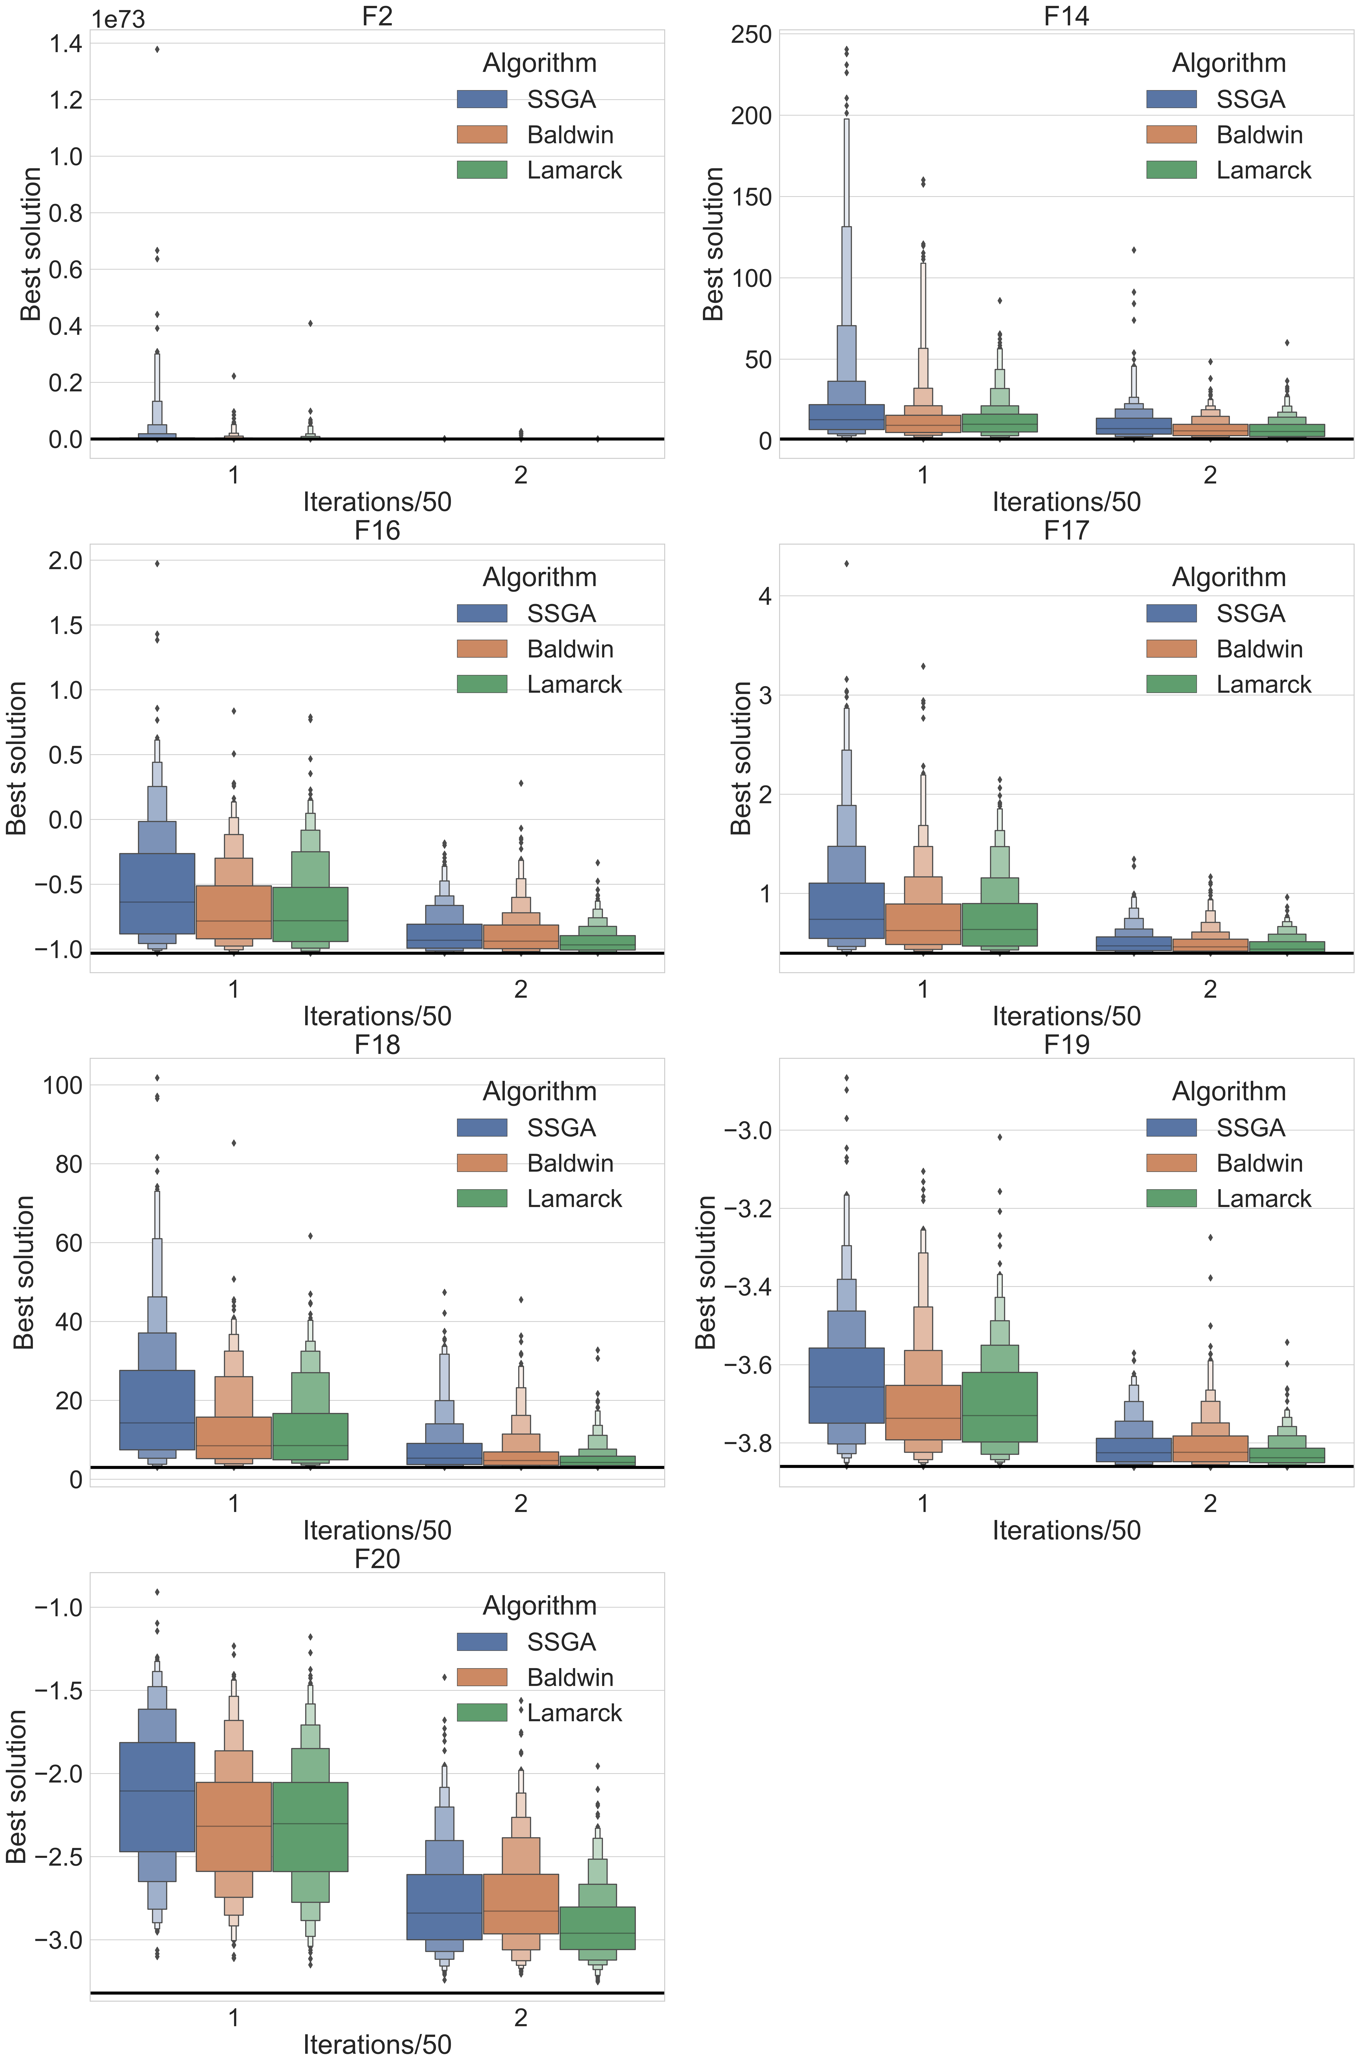 F2
1e73
1.4
1.2
1.0
0.8
0.6
0.4
0.2
0.0
Best solution
Algorithm
SSGA
Baldwin
Lamarck
1 2
Iterations/50
F14
250
200
150
100
50
0
Best solution
Algorithm
SSGA
Baldwin
Lamarck
1 2
Iterations/50
F16
2.0
1.5
1.0
0.5
0.0
−0.5
−1.0
Best solution
Algorithm
SSGA
Baldwin
Lamarck
1 2
Iterations/50
F17
4
3
2
1
Best solution
Algorithm
SSGA
Baldwin
Lamarck
1 2
Iterations/50
F18
100
80
60
40
20
0
Best solution
Algorithm
SSGA
Baldwin
Lamarck
1 2
Iterations/50
F19
−3.0
−3.2
−3.4
−3.6
−3.8
Best solution
Algorithm
SSGA
Baldwin
Lamarck
1 2
Iterations/50
F20
−1.0
−1.5
−2.0
−2.5
−3.0
Best solution
Algorithm
SSGA
Baldwin
Lamarck
1 2
Iterations/50